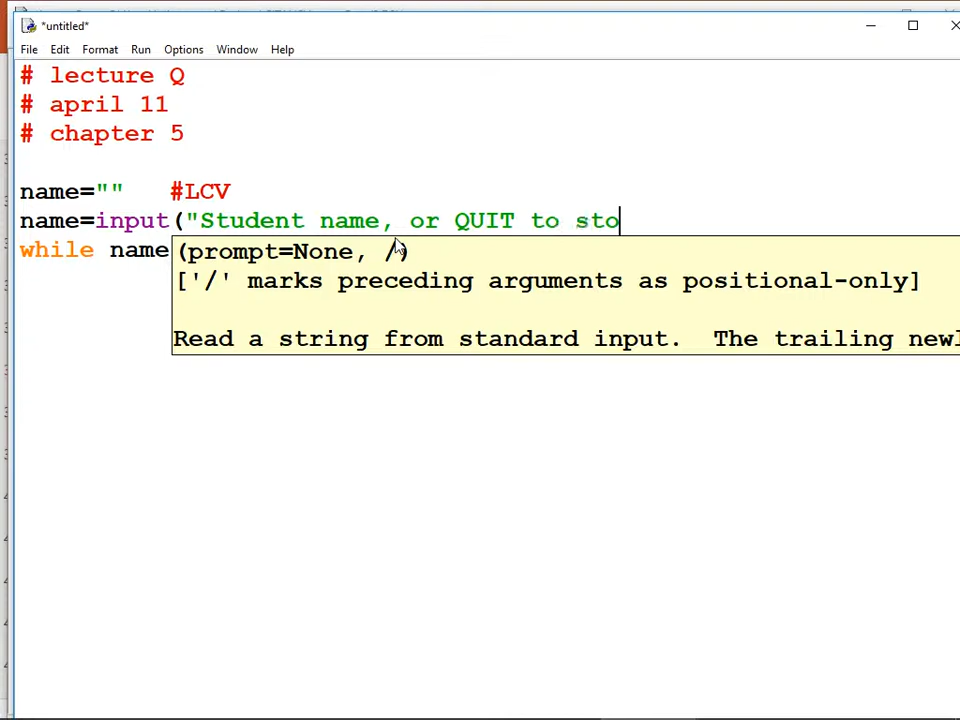 *untitled*
File Edit Format Run Options Window Help
# lecture Q
# april 11
# chapter 5
name="" #LCV
name=input("Student name, or QUIT to sto
while name
(prompt=None, /)
['/' marks preceding arguments as positional-only]
Read a string from standard input. The trailing newl